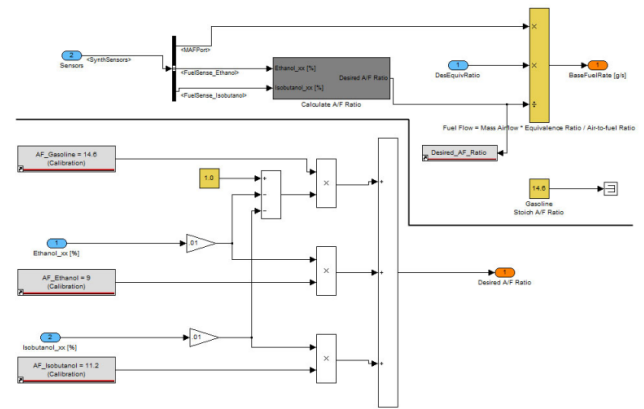 2
Sensors
<SynthSensors>
<MAFPort>
<FuelSense_Ethanol>
<FuelSense_Isobutanol>
Ethanol_xx [%]
Isobutanol_xx [%]
Desired A/F Ratio
Calculate A/F Ratio
1
DesEquivRatio
×
×
÷
1
BaseFuelRate [g/s]
Fuel Flow = Mass Airflow * Equivalence Ratio / Air-to-fuel Ratio
Desired_AF_Ratio
14.6
Gasoline
Stoich A/F Ratio
AF_Gasoline = 14.6
(Calibration)
1.0
+
−
−
×
+
1
Ethanol_xx [%]
.01
AF_Ethanol = 9
(Calibration)
×
+
1
Desired A/F Ratio
2
Isobutanol_xx [%]
.01
AF_Isobutanol = 11.2
(Calibration)
×
+